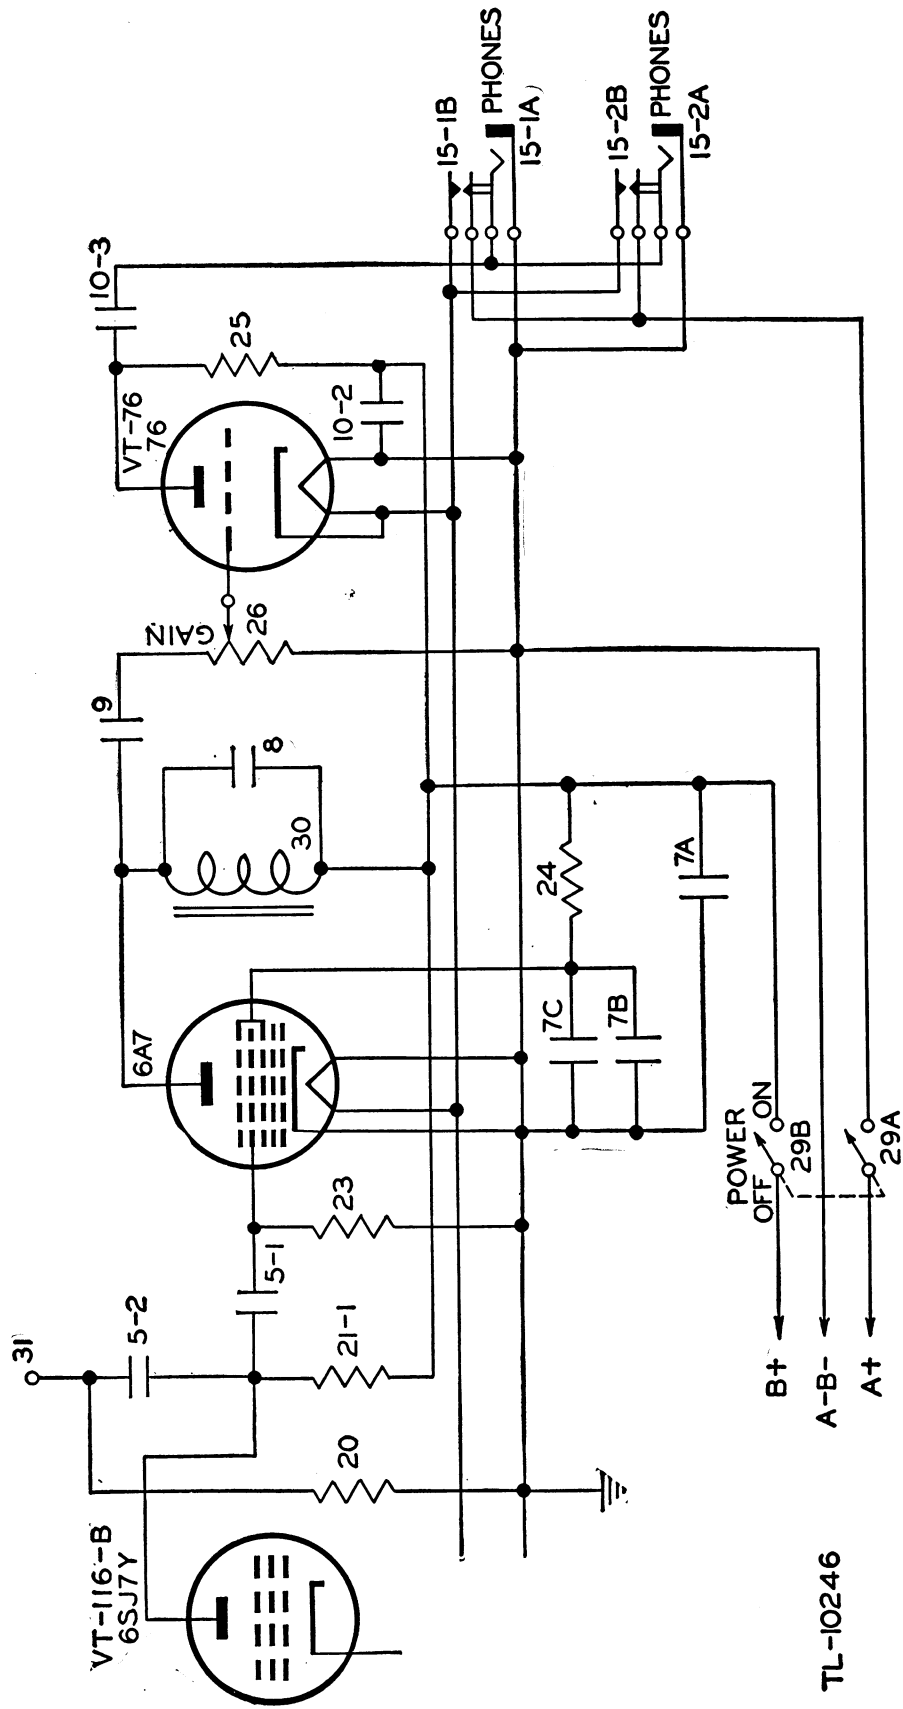 VT-116-B
6SJ7Y
31
5-2
20
21-1
5-1
23
6A7
7C
7B
24
7A
30
8
9
GAIN
26
VT-76
76
10-2
25
10-3
15-1B
PHONES
15-1A
15-2B
PHONES
15-2A
POWER
OFF
ON
29B
29A
B+
A-B-
A+
TL-10246